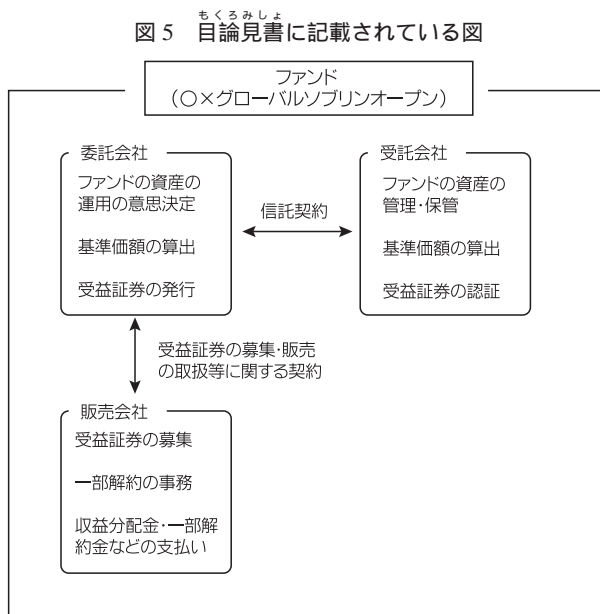 図5 目論見書に記載されている図
もくろみしょ
ファンド
(○×グローバルソブリンオープン)
委託会社
ファンドの資産の
運用の意思決定
基準価額の算出
受益証券の発行
信託契約
受託会社
ファンドの資産の
管理・保管
基準価額の算出
受益証券の認証
受益証券の募集・販売
の取扱等に関する契約
販売会社
受益証券の募集
一部解約の事務
収益分配金・一部解
約金などの支払い